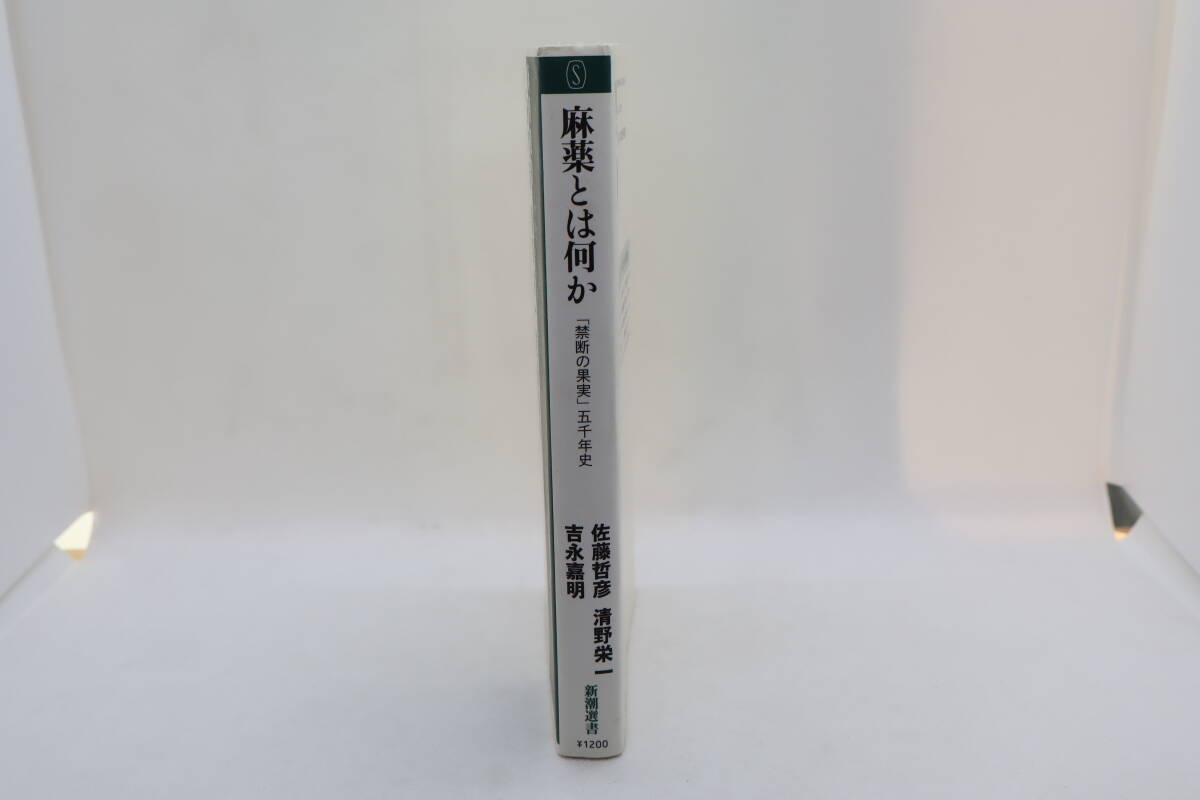 S
麻薬とは何か
「禁断の果実」五千年史
佐藤哲彦 清野栄一
吉永嘉明
新潮選書
¥1200